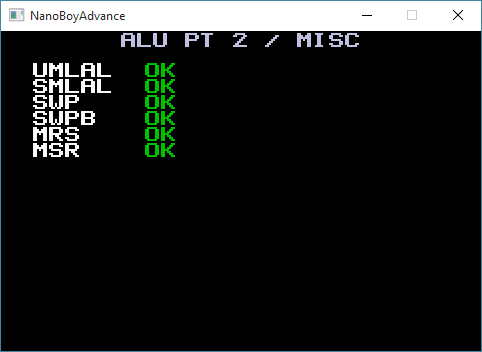 NanoBoyAdvance
ALU PT 2 / MISC
UMLAL OK
SMLAL OK
SWP OK
SWPB OK
MRS OK
MSR OK